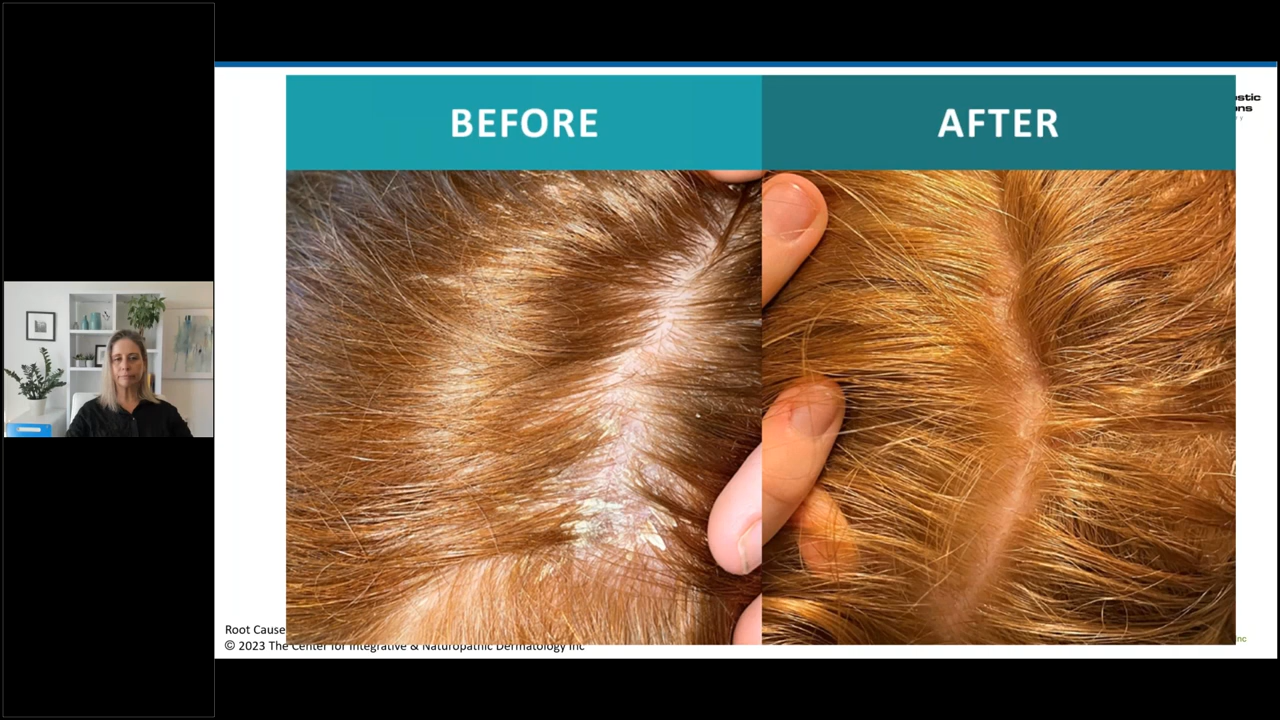 BEFORE
AFTER
Root Cause
© 2023 The Center for Integrative & Naturopathic Dermatology Inc